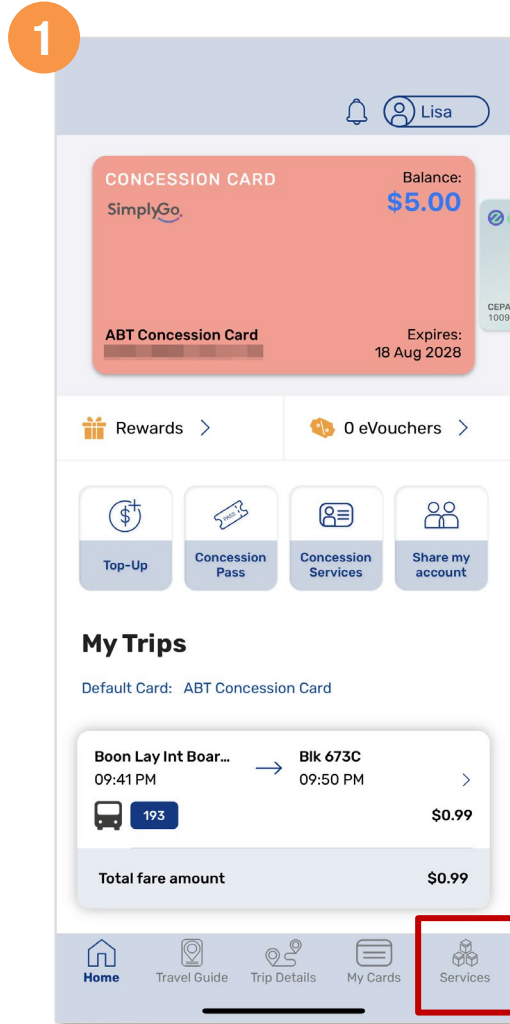 1
Lisa
CONCESSION CARD
Balance:
SimplyGo
$5.00
CEPA
1009
ABT Concession Card
Expires:
18 Aug 2028
Rewards
0 eVouchers
PASS
Top-Up
Concession
Pass
Concession
Services
Share my
account
My Trips
Default Card: ABT Concession Card
Boon Lay Int Boar...
Blk 673C
09:41 PM
09:50 PM
193
$0.99
Total fare amount
$0.99
Home
Travel Guide
Trip Details
My Cards
Services